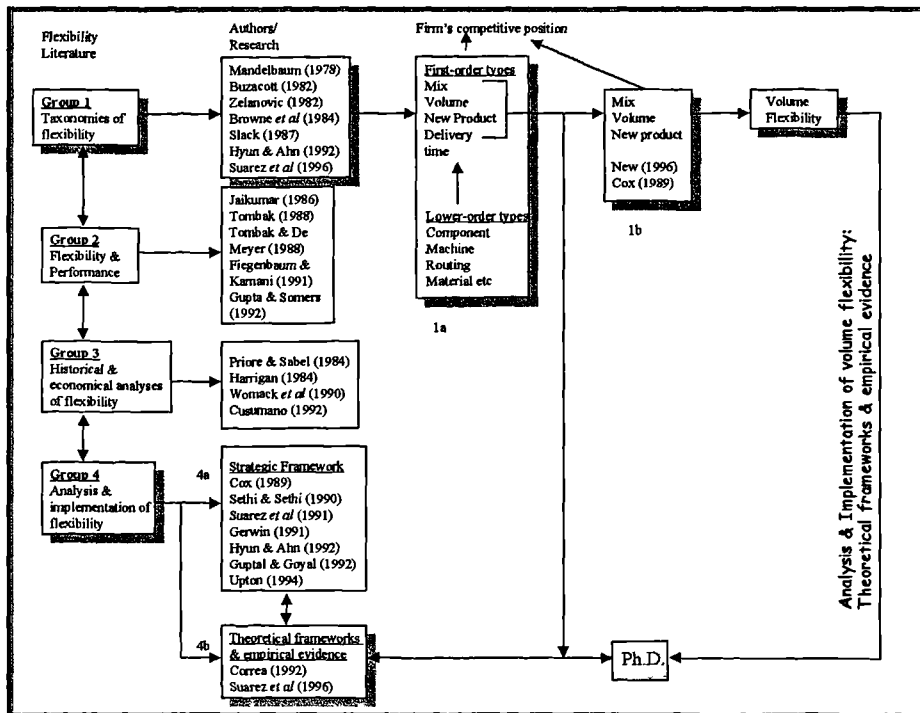 Flexibility
Literature
Authors/
Research
Firm's competitive position
Group 1
Taxonomies of
flexibility
Mandelbaum (1978)
Buzacott (1982)
Zelanovic (1982)
Browne et al (1984)
Slack (1987)
Hyun & Ahn (1992)
Suarez et al (1996)
First-order types
Mix
Volume
New Product
Delivery
time
Lower-order types
Component
Machine
Routing
Material etc
1a
Mix
Volume
New product
New (1996)
Cox (1989)
1b
Volume
Flexibility
Group 2
Flexibility &
Performance
Jaikumar (1986)
Tombak (1988)
Tombak & De
Meyer (1988)
Fiegenbaum &
Karnani (1991)
Gupta & Somers
(1992)
Group 3
Historical &
economical analyses
of flexibility
Priore & Sabel (1984)
Harrigan (1984)
Womack et al (1990)
Cusumano (1992)
Group 4
Analysis &
implementation of
flexibility
4a
Strategic Framework
Cox (1989)
Sethi & Sethi (1990)
Suarez et al (1991)
Gerwin (1991)
Hyun & Ahn (1992)
Guptal & Goyal (1992)
Upton (1994)
4b
Theoretical frameworks
& empirical evidence
Correa (1992)
Suarez et al (1996)
Ph.D.
Analysis & Implementation of volume flexibility:
Theoretical frameworks & empirical evidence